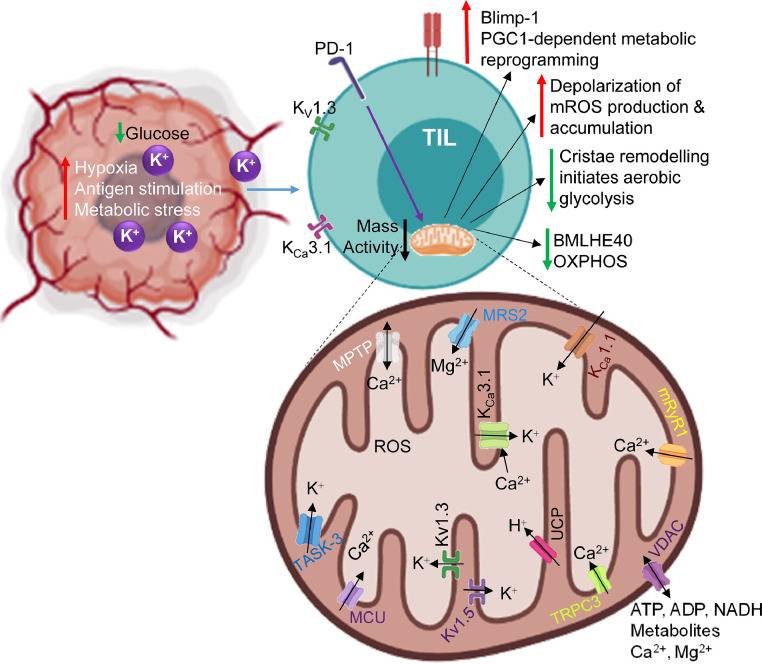 Glucose
Hypoxia
Antigen stimulation
Metabolic stress
K⁺
K⁺
K⁺
K⁺
PD-1
KV1.3
KCa3.1
TIL
Mass
Activity
Blimp-1
PGC1-dependent metabolic
reprogramming
Depolarization of
mROS production &
accumulation
Cristae remodelling
initiates aerobic
glycolysis
BMLHE40
OXPHOS
MPTP
Ca²⁺
MRS2
Mg²⁺
KCa3.1
K⁺
Ca²⁺
KCa1.1
K⁺
mRyR1
Ca²⁺
ROS
K⁺
TASK-3
Ca²⁺
MCU
Kv1.3
K⁺
Kv1.5
K⁺
H⁺
UCP
Ca²⁺
TRPC3
VDAC
ATP, ADP, NADH
Metabolites
Ca²⁺, Mg²⁺